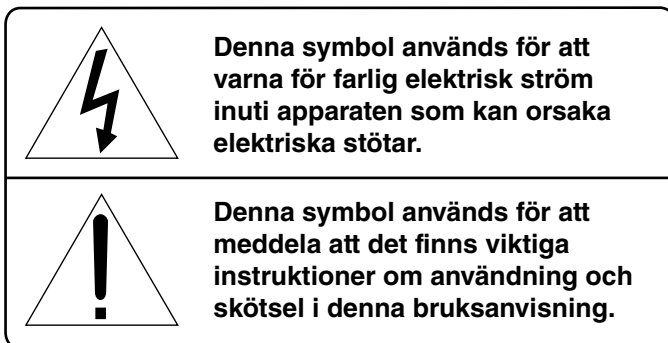 Denna symbol används för att
varna för farlig elektrisk ström
inuti apparaten som kan orsaka
elektriska stötar.
Denna symbol används för att
meddela att det finns viktiga
instruktioner om användning och
skötsel i denna bruksanvisning.